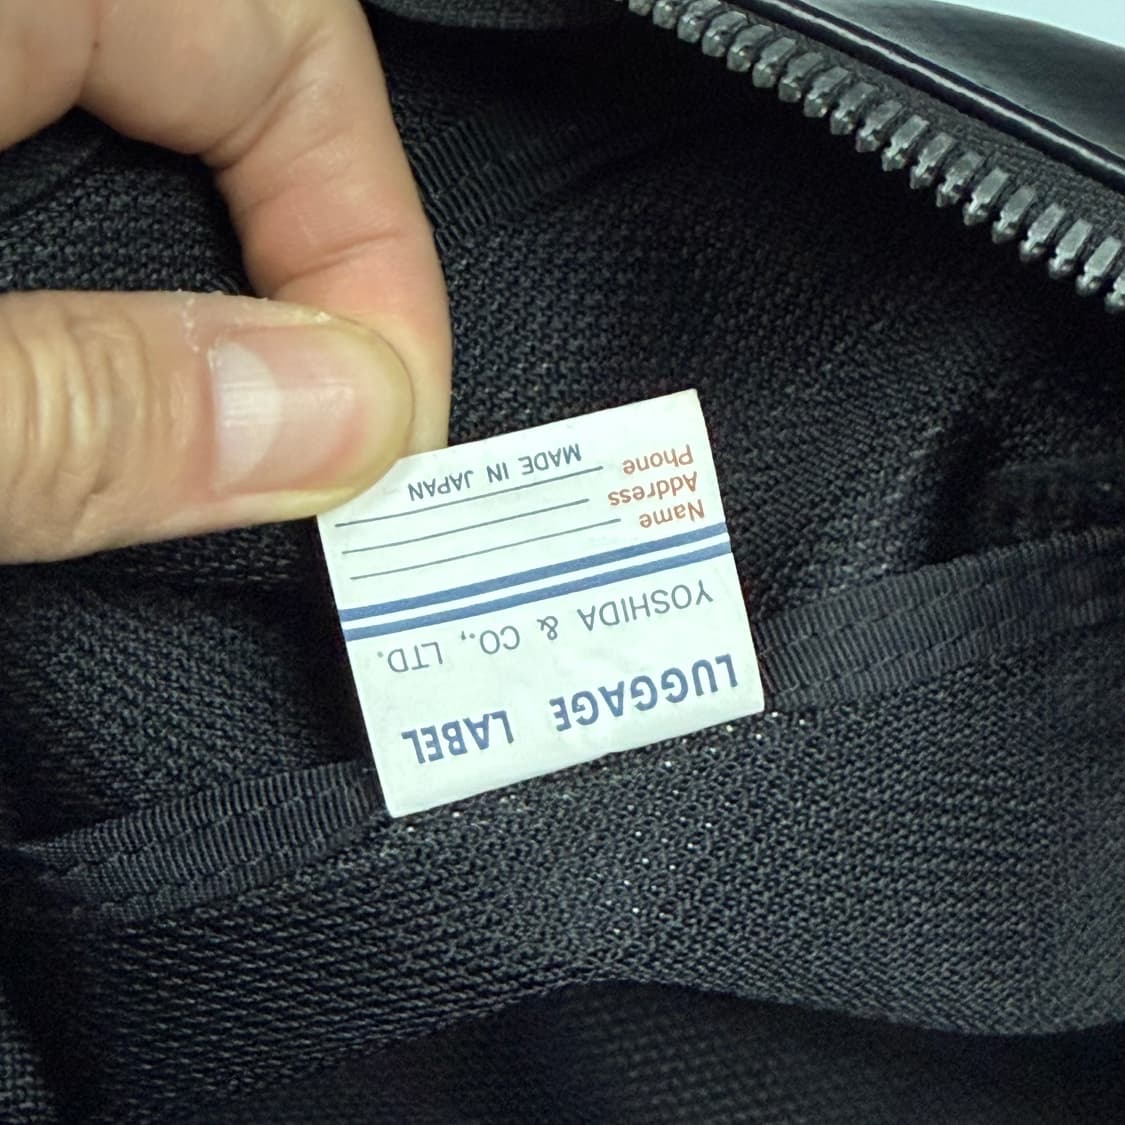 LUGGAGE LABEL
YOSHIDA & CO., LTD.
Name
Address
Phone
MADE IN JAPAN